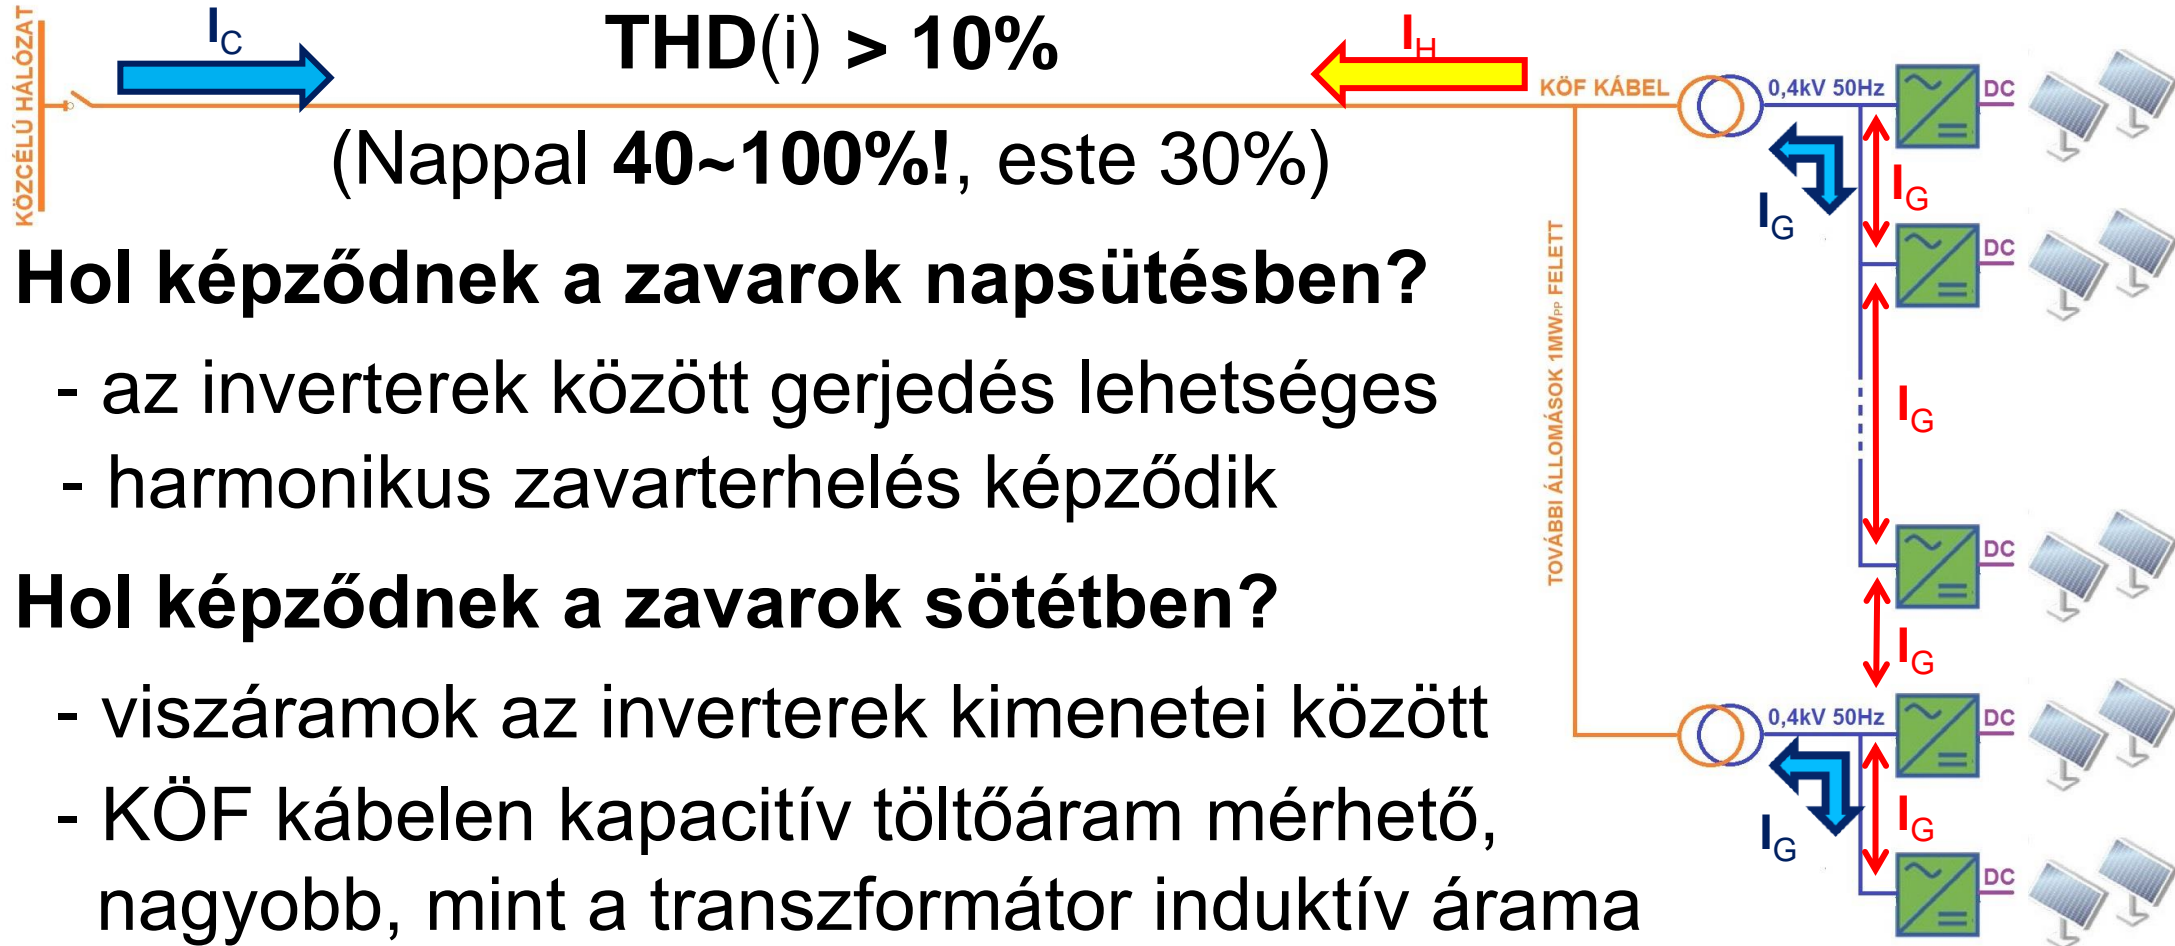 KÖZCÉLÚ HÁLÓZAT
IC
THD(i) > 10%
IH
KÖF KÁBEL
0,4kV 50Hz
DC
(Nappal 40~100%!, este 30%)
IG
IG
DC
TOVÁBBI ÁLLOMÁSOK 1MWPP FELETT
Hol képződnek a zavarok napsütésben?
- az inverterek között gerjedés lehetséges
IG
- harmonikus zavarterhelés képződik
DC
Hol képződnek a zavarok sötétben?
IG
- viszáramok az inverterek kimenetei között
0,4kV 50Hz
DC
- KÖF kábelen kapacitív töltőáram mérhető,
IG
IG
nagyobb, mint a transzformátor induktív árama
DC